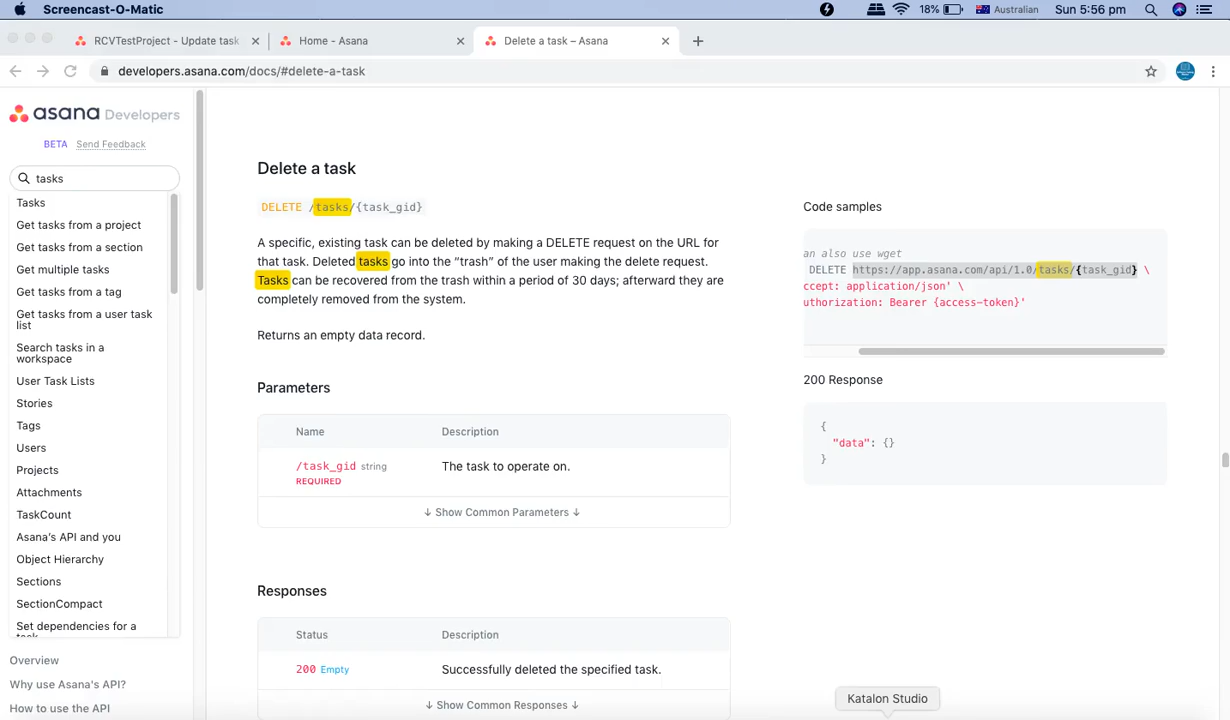 Screencast-O-Matic
18%
Australian
Sun 5:56 pm
RCVTestProject - Update task
Home - Asana
Delete a task – Asana
developers.asana.com/docs/#delete-a-task
asana Developers
BETA Send Feedback
tasks
Tasks
Get tasks from a project
Get tasks from a section
Get multiple tasks
Get tasks from a tag
Get tasks from a user task
list
Search tasks in a
workspace
User Task Lists
Stories
Tags
Users
Projects
Attachments
TaskCount
Asana's API and you
Object Hierarchy
Sections
SectionCompact
Set dependencies for a
task
Overview
Why use Asana's API?
How to use the API
Delete a task
DELETE /tasks/{task_gid}
A specific, existing task can be deleted by making a DELETE request on the URL for
that task. Deleted tasks go into the “trash” of the user making the delete request.
Tasks can be recovered from the trash within a period of 30 days; afterward they are
completely removed from the system.
Returns an empty data record.
Parameters
Name Description
/task_gid string The task to operate on.
REQUIRED
↓ Show Common Parameters ↓
Responses
Status Description
200 Empty Successfully deleted the specified task.
↓ Show Common Responses ↓
Code samples
an also use wget
DELETE https://app.asana.com/api/1.0/tasks/{task_gid} \
ccept: application/json' \
uthorization: Bearer {access-token}'
200 Response
{
"data": {}
}
Katalon Studio